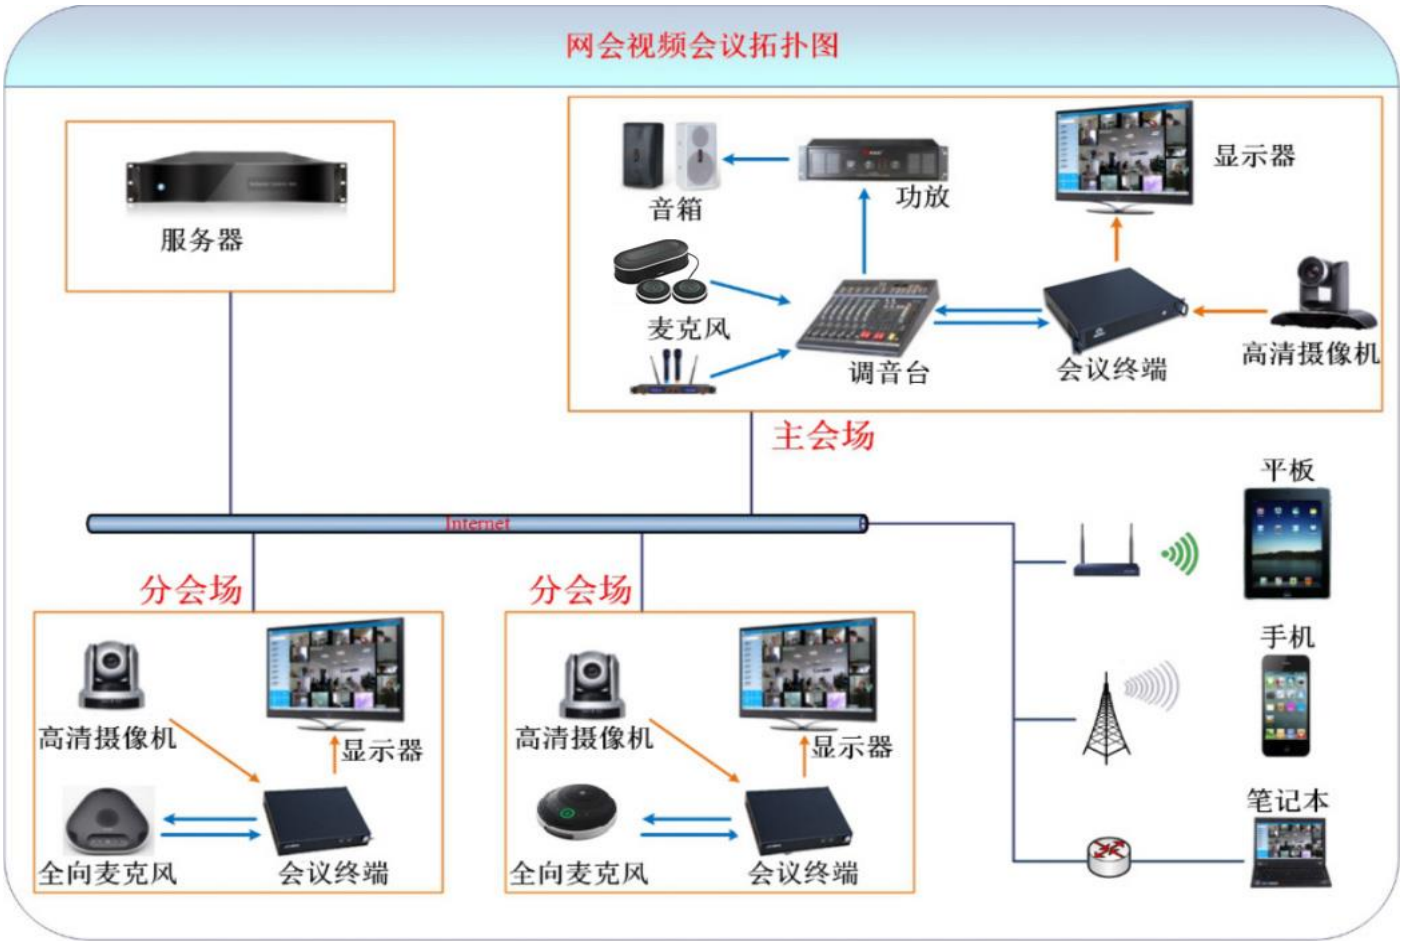 网会视频会议拓扑图
服务器
音箱
功放
显示器
麦克风
调音台
会议终端
高清摄像机
主会场
Internet
平板
手机
笔记本
分会场
高清摄像机
显示器
全向麦克风
会议终端
分会场
高清摄像机
显示器
全向麦克风
会议终端